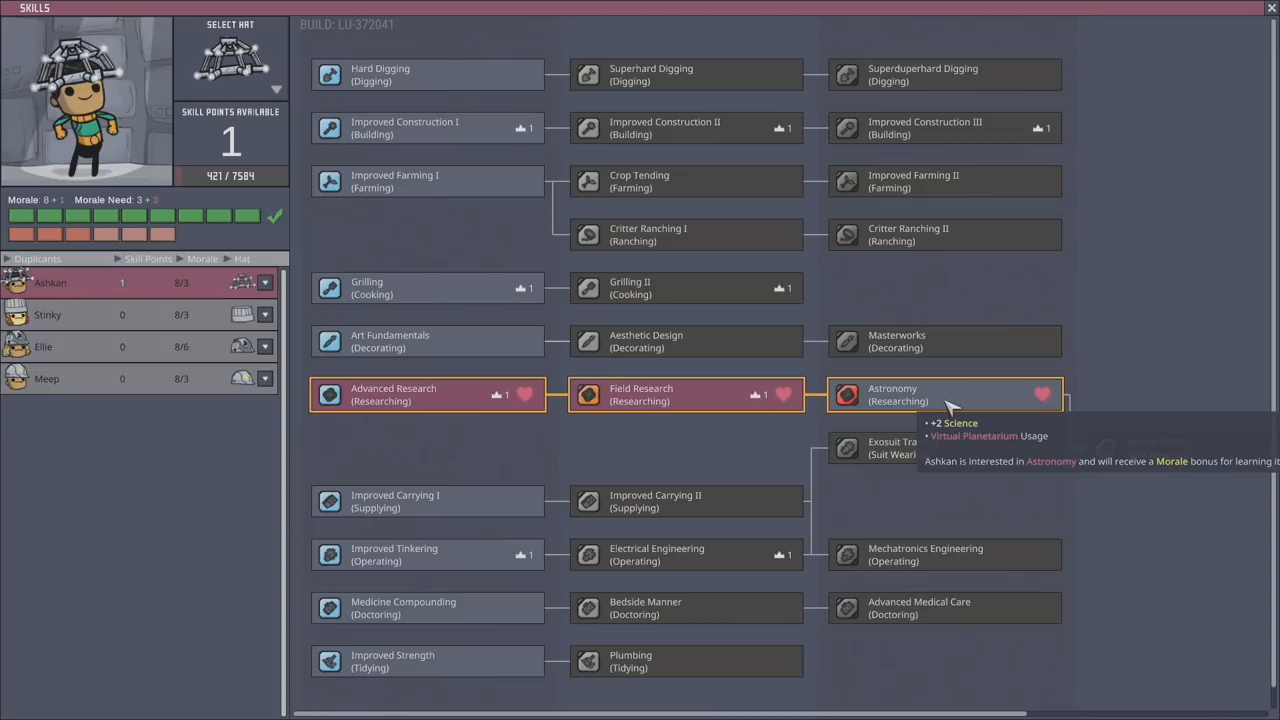 SKILLS
BUILD: LU-372041
SELECT HAT
SKILL POINTS AVAILABLE
1
421 / 7584
Morale: 8 + 1 Morale Need: 3 + 3
Duplicants Skill Points Morale Hat
Ashkan 1 8/3
Stinky 0 8/3
Ellie 0 8/6
Meep 0 8/3
Hard Digging
(Digging)
Superhard Digging
(Digging)
Superduperhard Digging
(Digging)
Improved Construction I
(Building)
1
Improved Construction II
(Building)
1
Improved Construction III
(Building)
1
Improved Farming I
(Farming)
Crop Tending
(Farming)
Improved Farming II
(Farming)
Critter Ranching I
(Ranching)
Critter Ranching II
(Ranching)
Grilling
(Cooking)
1
Grilling II
(Cooking)
1
Art Fundamentals
(Decorating)
Aesthetic Design
(Decorating)
Masterworks
(Decorating)
Advanced Research
(Researching)
1
Field Research
(Researching)
1
Astronomy
(Researching)
• +2 Science
• Virtual Planetarium Usage
Ashkan is interested in Astronomy and will receive a Morale bonus for learning it
Exosuit Tra
(Suit Weari
Improved Carrying I
(Supplying)
Improved Carrying II
(Supplying)
Improved Tinkering
(Operating)
1
Electrical Engineering
(Operating)
1
Mechatronics Engineering
(Operating)
Medicine Compounding
(Doctoring)
Bedside Manner
(Doctoring)
Advanced Medical Care
(Doctoring)
Improved Strength
(Tidying)
Plumbing
(Tidying)